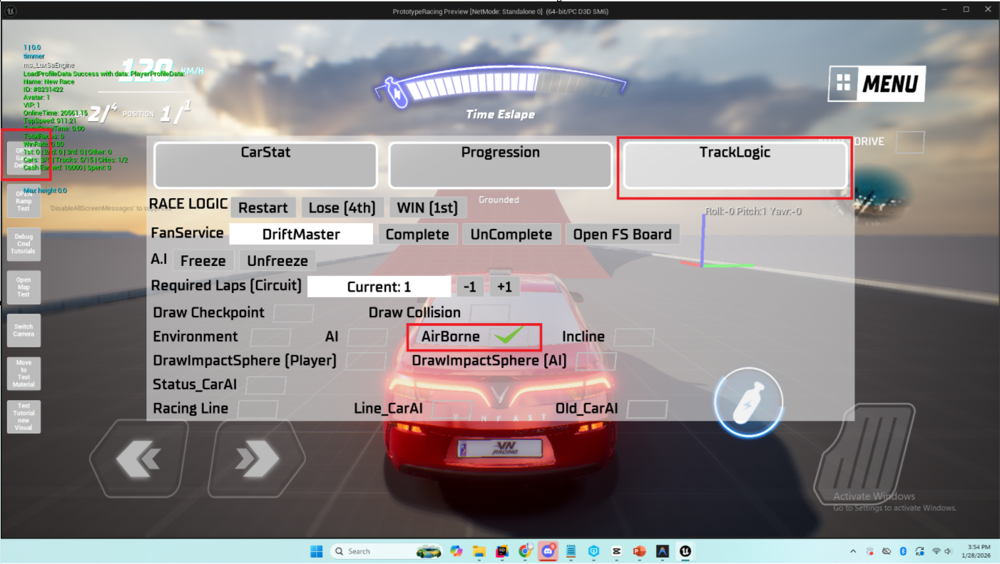 PrototypeRacing Preview [NetMode: Standalone 0] (64-bit/PC D3D SM6)
1 | 0.0
timmer
ms_LuxSaEngine
LoadProfileData Success with data: PlayerProfileData:
Name: New Race
ID: #8231422
Avatar: 1
VIP: 1
OnlineTime: 20561.15
TopSpeed: 911.21
TotalRaces: 0
WinRate: 0.00
1st: 0 | 2nd: 0 | 3rd: 0 | Other: 0
Cars: 3/6 | Tracks: 5/15 | Cities: 1/2
Cash Earned: 10000 | Spent: 0
Max height 0.0
'DisableAllScreenMessages' to suppress
120 KM/H
2/4 POSITION 1/1
Time Eslape
MENU
DRIVE
OPEN
Ramp
Test
Debug
Cmd
Tutorials
Open
Map
Test
Switch
Camera
Move
to
Test
Material
Test
Tutorial
new
Visual
CarStat Progression TrackLogic
Grounded
Roll:-0 Pitch:1 Yaw:-0
RACE LOGIC Restart Lose (4th) WIN (1st)
FanService DriftMaster Complete UnComplete Open FS Board
A.I Freeze Unfreeze
Required Laps (Circuit) Current: 1 -1 +1
Draw Checkpoint Draw Collision
Environment AI AirBorne Incline
DrawImpactSphere (Player) DrawImpactSphere (AI)
Status_CarAI
Racing Line Line_CarAI Old_CarAI
VINFAST
VN
RACING
Activate Windows
Go to Settings to activate Windows.
Search
3:54 PM
1/28/2026